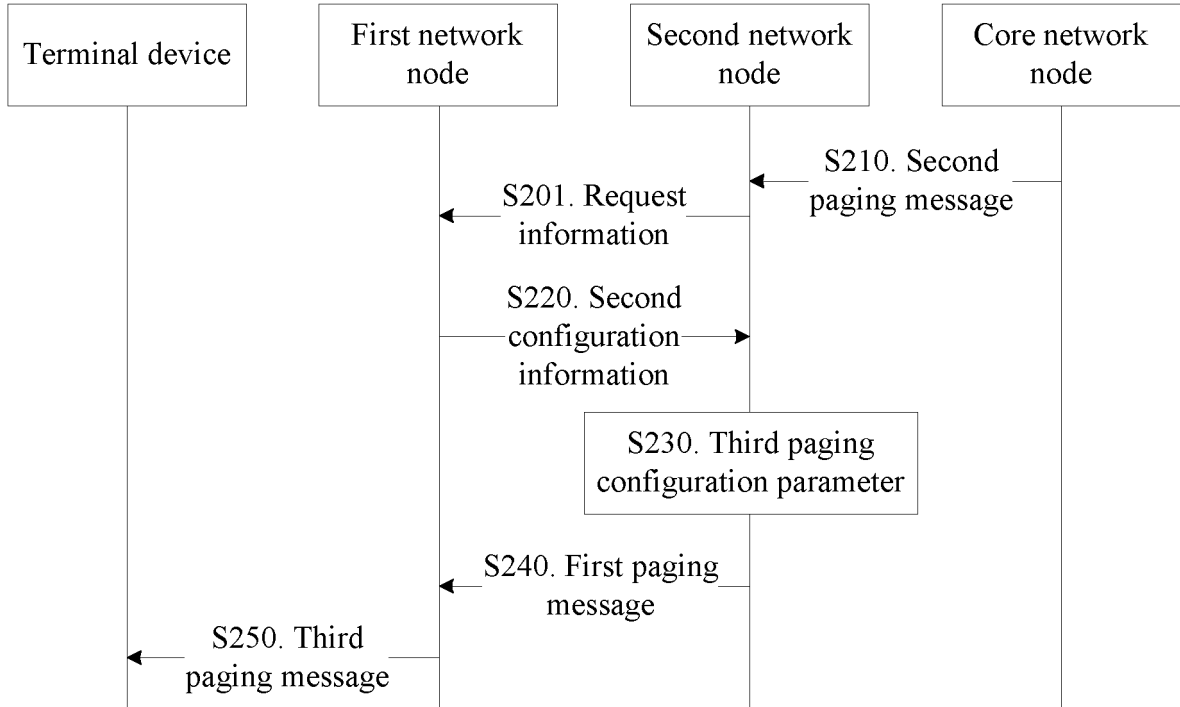 Terminal device
First network
node
Second network
node
Core network
node
S210. Second
paging message
S201. Request
information
S220. Second
configuration
information
S230. Third paging
configuration parameter
S240. First paging
message
S250. Third
paging message